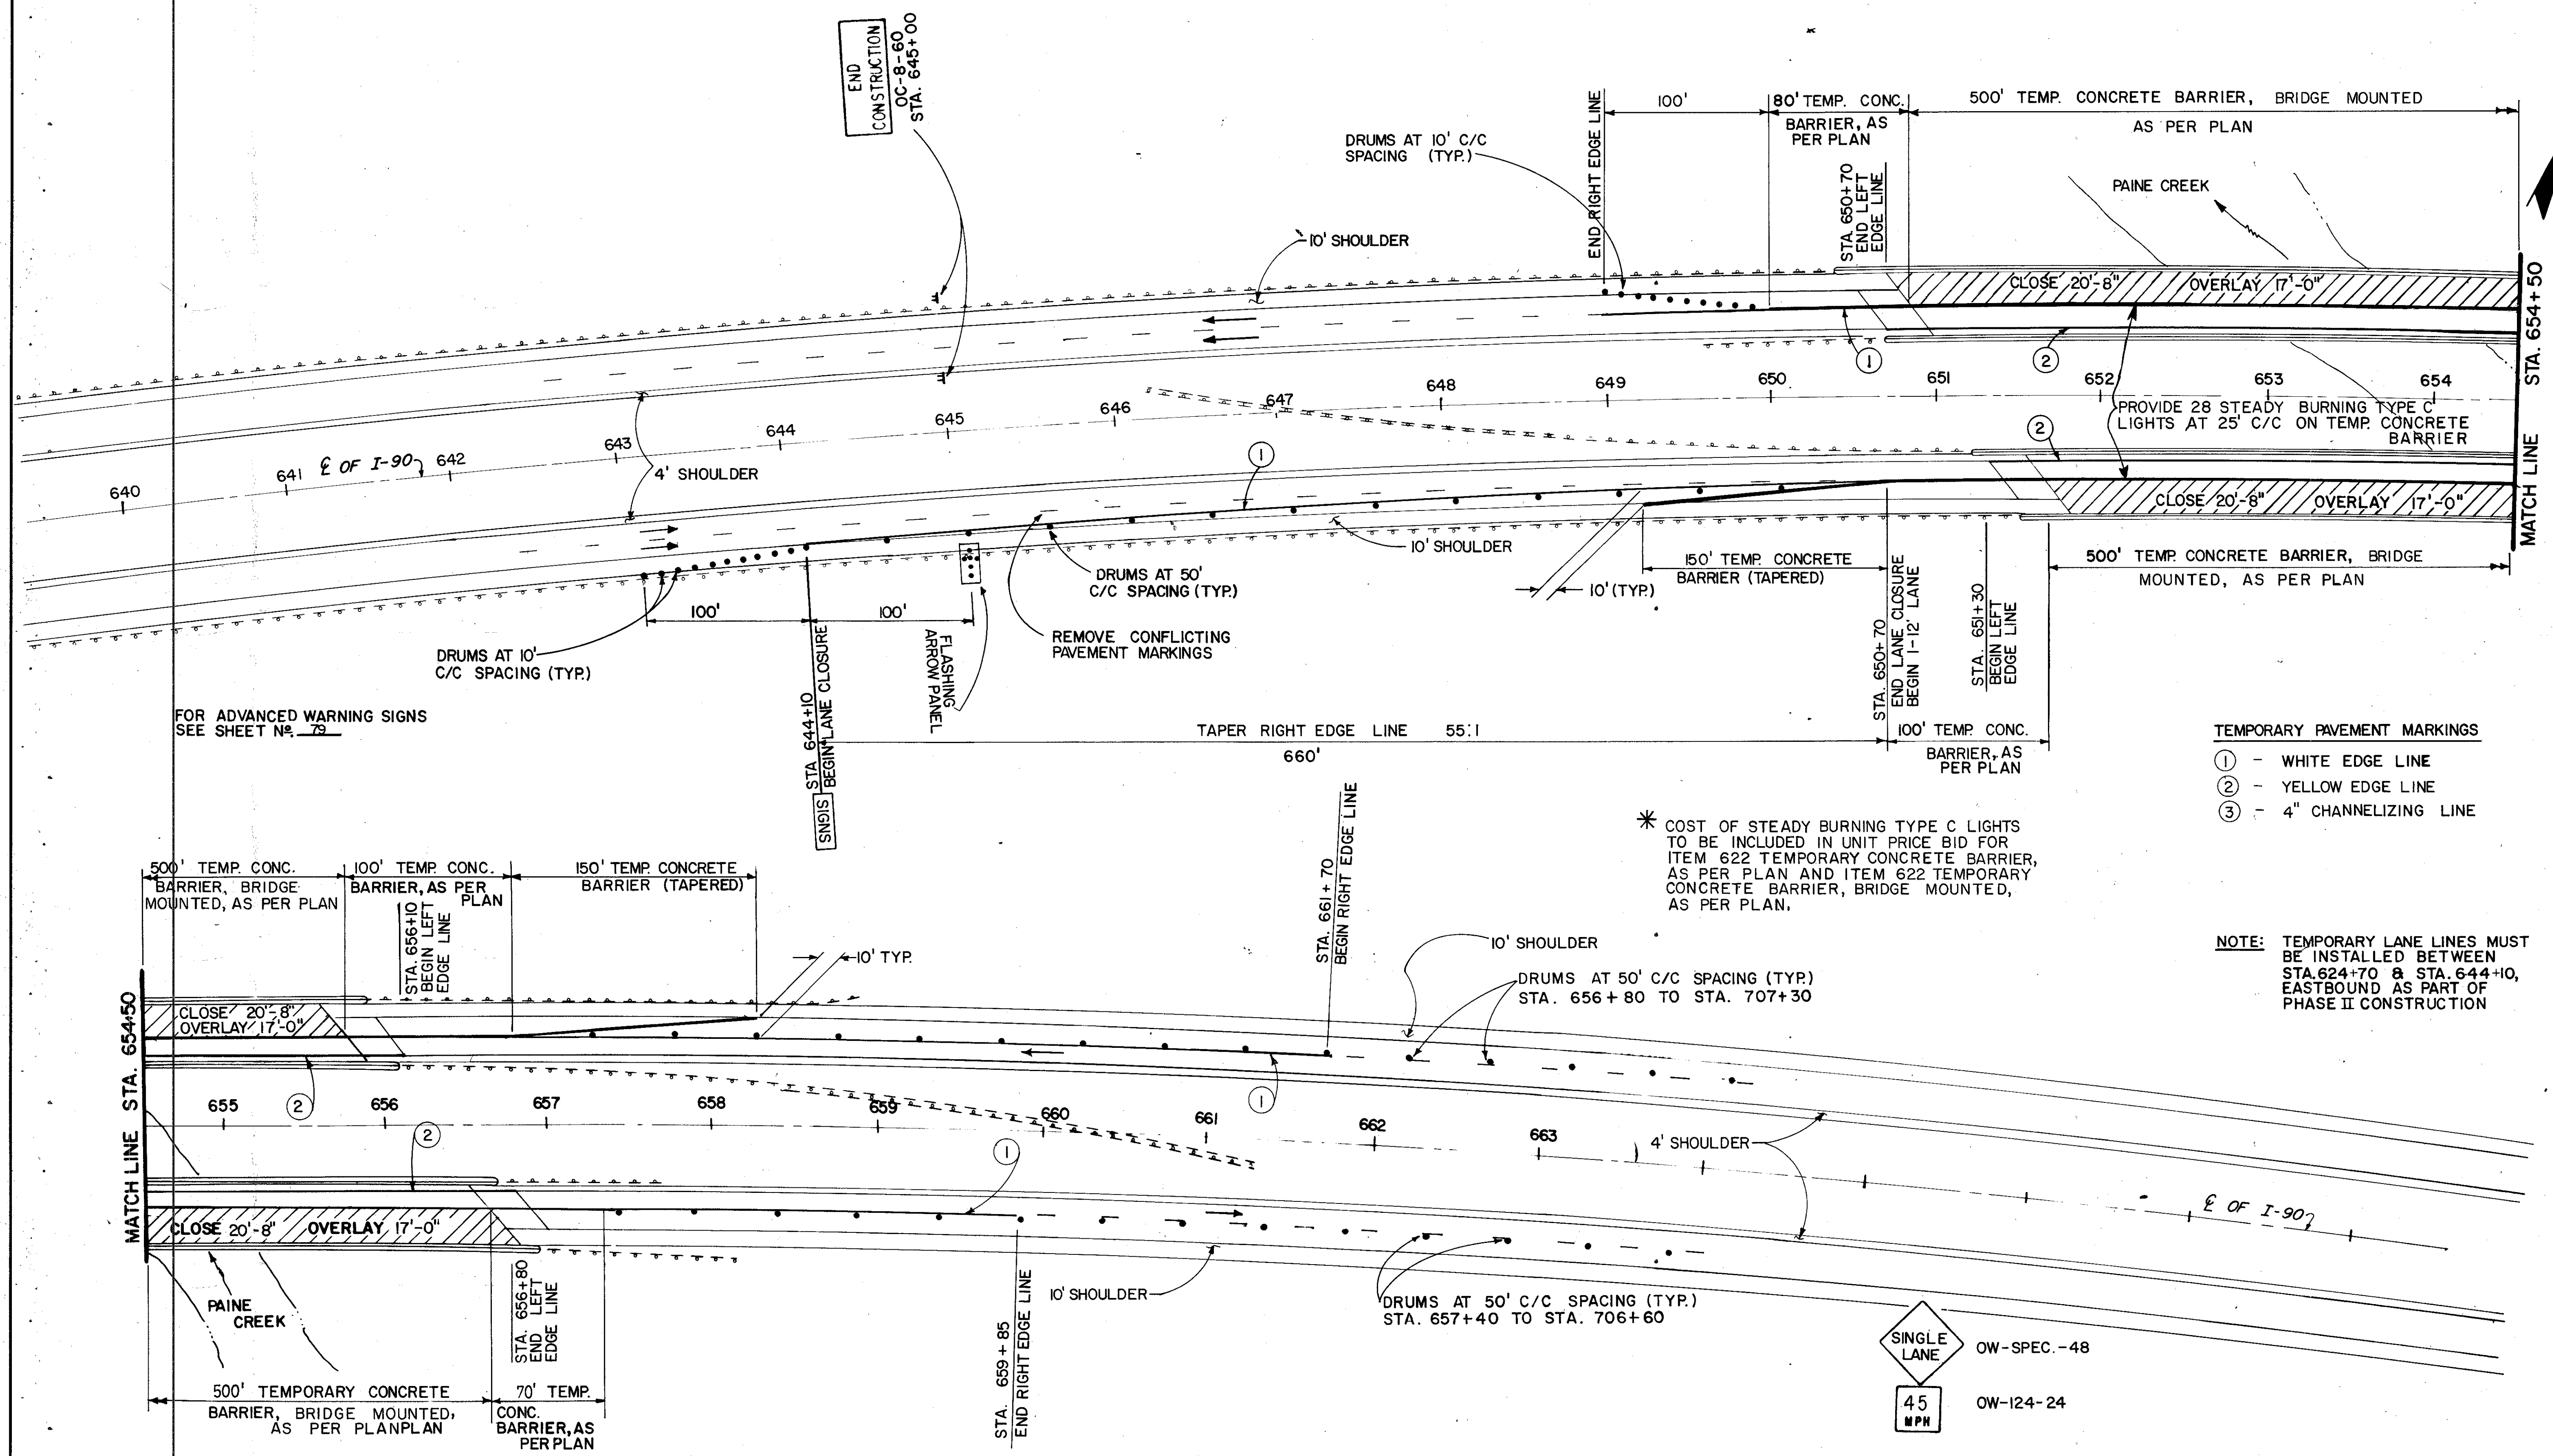 END
CONSTRUCTION
OC-8-60
STA. 645+00
DRUMS AT 10' C/C
SPACING (TYP.)
END RIGHT EDGE LINE
100'
80' TEMP. CONC.
BARRIER, AS
PER PLAN
500' TEMP. CONCRETE BARRIER, BRIDGE MOUNTED
AS PER PLAN
STA. 650+70
END LEFT
EDGE LINE
PAINE CREEK
10' SHOULDER
CLOSE 20'-8" OVERLAY 17'-0"
1
2
640
641
642
643
644
645
646
647
648
649
650
651
652
653
654
℄ OF I-90
4' SHOULDER
PROVIDE 28 STEADY BURNING TYPE C
LIGHTS AT 25' C/C ON TEMP. CONCRETE
BARRIER
MATCH LINE STA. 654+50
1
2
CLOSE 20'-8" OVERLAY 17'-0"
10' SHOULDER
DRUMS AT 50'
C/C SPACING (TYP.)
10' (TYP.)
150' TEMP. CONCRETE
BARRIER (TAPERED)
500' TEMP. CONCRETE BARRIER, BRIDGE
MOUNTED, AS PER PLAN
100'
100'
DRUMS AT 10'
C/C SPACING (TYP.)
FLASHING
ARROW PANEL
REMOVE CONFLICTING
PAVEMENT MARKINGS
STA. 644+10
BEGIN LANE CLOSURE
SIGNS
STA. 650+70
END LANE CLOSURE
BEGIN 1-12' LANE
STA. 651+30
BEGIN LEFT
EDGE LINE
FOR ADVANCED WARNING SIGNS
SEE SHEET Nº. 79
TAPER RIGHT EDGE LINE 55:1
660'
100' TEMP. CONC.
BARRIER, AS
PER PLAN
TEMPORARY PAVEMENT MARKINGS
1 - WHITE EDGE LINE
2 - YELLOW EDGE LINE
3 - 4" CHANNELIZING LINE
* COST OF STEADY BURNING TYPE C LIGHTS
TO BE INCLUDED IN UNIT PRICE BID FOR
ITEM 622 TEMPORARY CONCRETE BARRIER,
AS PER PLAN AND ITEM 622 TEMPORARY
CONCRETE BARRIER, BRIDGE MOUNTED,
AS PER PLAN.
NOTE: TEMPORARY LANE LINES MUST
BE INSTALLED BETWEEN
STA. 624+70 & STA. 644+10,
EASTBOUND AS PART OF
PHASE II CONSTRUCTION
500' TEMP. CONC.
BARRIER, BRIDGE
MOUNTED, AS PER PLAN
100' TEMP. CONC.
BARRIER, AS PER
PLAN
150' TEMP. CONCRETE
BARRIER (TAPERED)
STA. 656+10
BEGIN LEFT
EDGE LINE
10' TYP.
STA. 661+70
BEGIN RIGHT EDGE LINE
10' SHOULDER
DRUMS AT 50' C/C SPACING (TYP.)
STA. 656+80 TO STA. 707+30
CLOSE 20'-8"
OVERLAY 17'-0"
MATCH LINE STA. 654+50
2
1
655
656
657
658
659
660
661
662
663
4' SHOULDER
℄ OF I-90
2
1
CLOSE 20'-8" OVERLAY 17'-0"
PAINE
CREEK
STA. 656+80
END LEFT
EDGE LINE
STA. 659+85
END RIGHT EDGE LINE
10' SHOULDER
DRUMS AT 50' C/C SPACING (TYP.)
STA. 657+40 TO STA. 706+60
500' TEMPORARY CONCRETE
BARRIER, BRIDGE MOUNTED,
AS PER PLANPLAN
70' TEMP.
CONC.
BARRIER, AS
PER PLAN
SINGLE
LANE
OW-SPEC.-48
45
MPH
OW-124-24